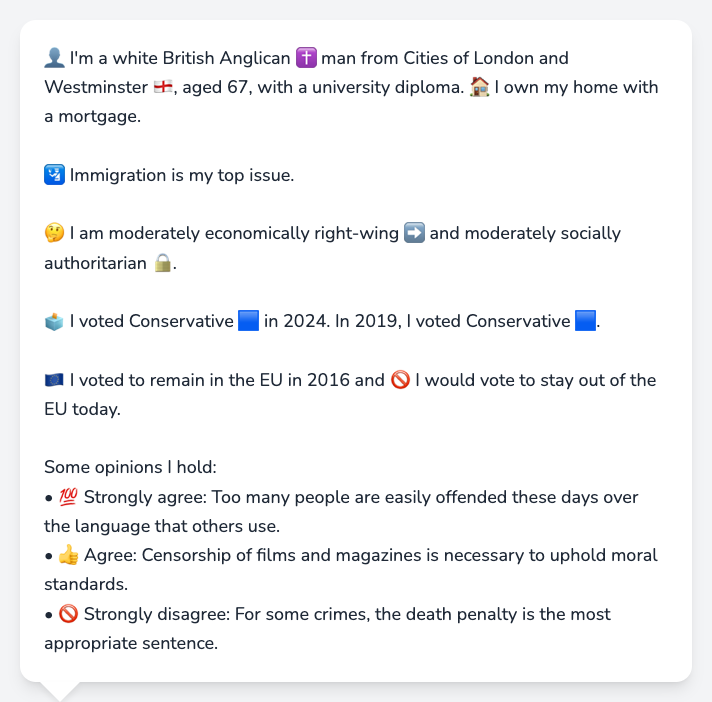 👤 I'm a white British Anglican ✝️ man from Cities of London and
Westminster 🏴󠁧󠁢󠁥󠁮󠁧󠁿, aged 67, with a university diploma. 🏠 I own my home with
a mortgage.
🛂 Immigration is my top issue.
🤔 I am moderately economically right-wing ➡️ and moderately socially
authoritarian 🔒.
🗳️ I voted Conservative 🟦 in 2024. In 2019, I voted Conservative 🟦.
🇪🇺 I voted to remain in the EU in 2016 and 🚫 I would vote to stay out of the
EU today.
Some opinions I hold:
• 💯 Strongly agree: Too many people are easily offended these days over
the language that others use.
• 👍 Agree: Censorship of films and magazines is necessary to uphold moral
standards.
• 🚫 Strongly disagree: For some crimes, the death penalty is the most
appropriate sentence.